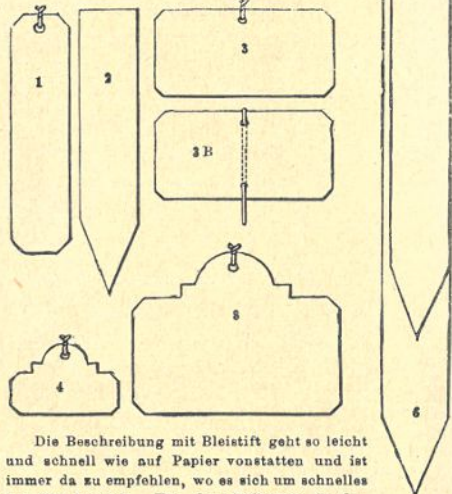 1
2
3
3 B
8
4
6
Die Beschreibung mit Bleistift geht so leicht
und schnell wie auf Papier vonstatten und ist
immer da zu empfehlen, wo es sich um schnelles